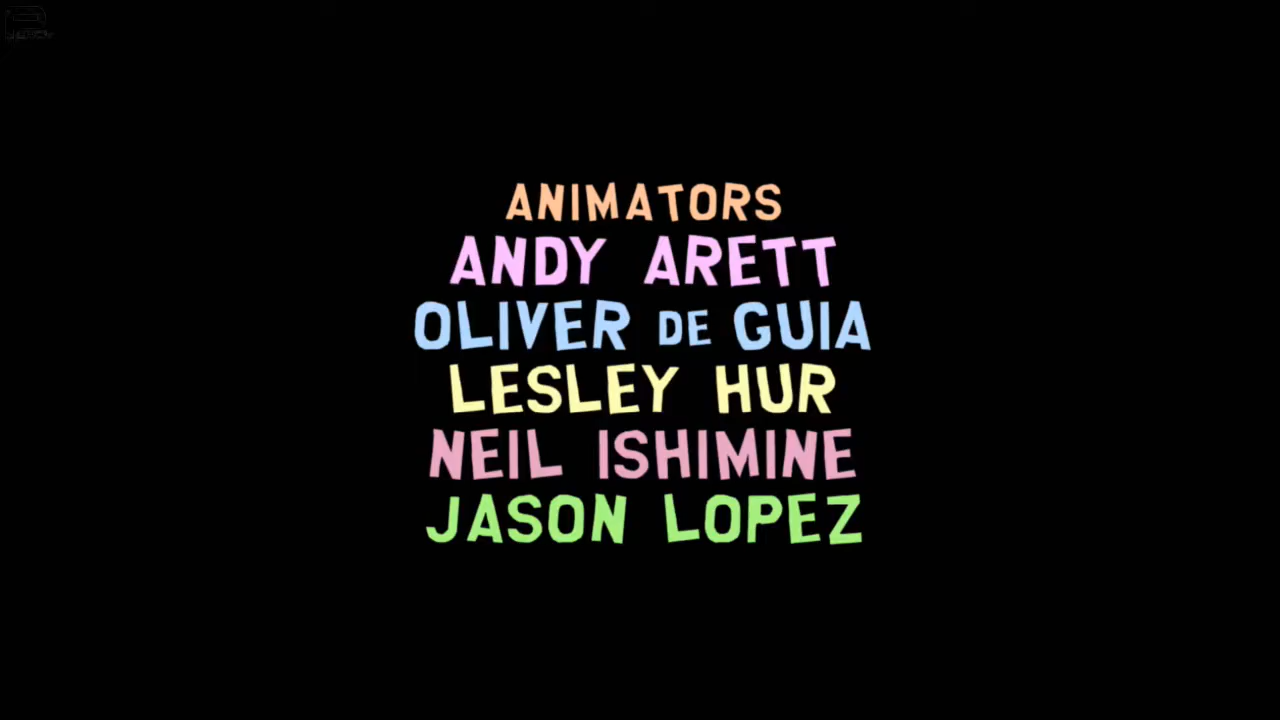 ANIMATORS
ANDY ARETT
OLIVER DE GUIA
LESLEY HUR
NEIL ISHIMINE
JASON LOPEZ